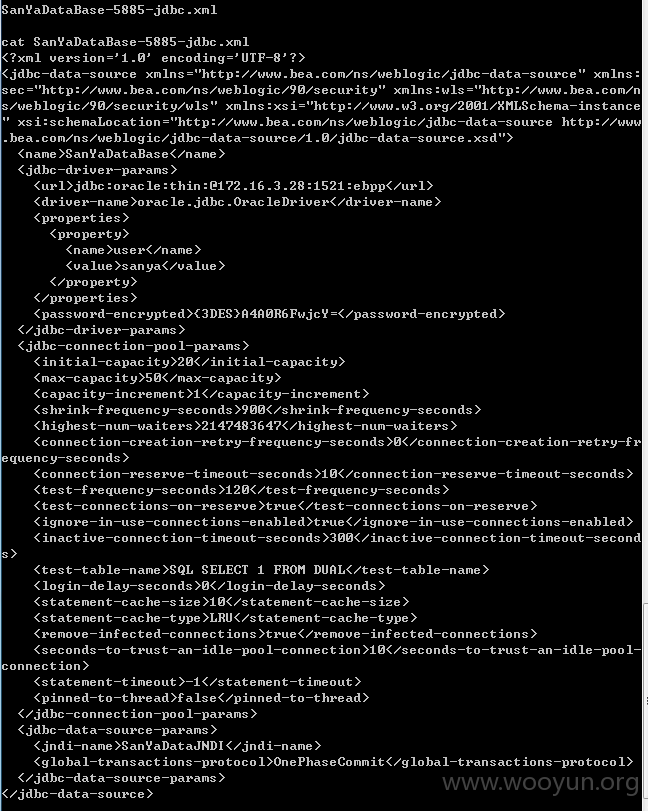 SanYaDataBase-5885-jdbc.xml
cat SanYaDataBase-5885-jdbc.xml
<?xml version='1.0' encoding='UTF-8'?>
<jdbc-data-source xmlns="http://www.bea.com/ns/weblogic/jdbc-data-source" xmlns:
sec="http://www.bea.com/ns/weblogic/90/security" xmlns:wls="http://www.bea.com/n
s/weblogic/90/security/wls" xmlns:xsi="http://www.w3.org/2001/XMLSchema-instance
" xsi:schemaLocation="http://www.bea.com/ns/weblogic/jdbc-data-source http://www
.bea.com/ns/weblogic/jdbc-data-source/1.0/jdbc-data-source.xsd">
  <name>SanYaDataBase</name>
  <jdbc-driver-params>
    <url>jdbc:oracle:thin:@172.16.3.28:1521:ebpp</url>
    <driver-name>oracle.jdbc.OracleDriver</driver-name>
    <properties>
      <property>
        <name>user</name>
        <value>sanya</value>
      </property>
    </properties>
    <password-encrypted>{3DES}A4A0R6FwjcY=</password-encrypted>
  </jdbc-driver-params>
  <jdbc-connection-pool-params>
    <initial-capacity>20</initial-capacity>
    <max-capacity>50</max-capacity>
    <capacity-increment>1</capacity-increment>
    <shrink-frequency-seconds>900</shrink-frequency-seconds>
    <highest-num-waiters>2147483647</highest-num-waiters>
    <connection-creation-retry-frequency-seconds>0</connection-creation-retry-fr
equency-seconds>
    <connection-reserve-timeout-seconds>10</connection-reserve-timeout-seconds>
    <test-frequency-seconds>120</test-frequency-seconds>
    <test-connections-on-reserve>true</test-connections-on-reserve>
    <ignore-in-use-connections-enabled>true</ignore-in-use-connections-enabled>
    <inactive-connection-timeout-seconds>300</inactive-connection-timeout-second
s>
    <test-table-name>SQL SELECT 1 FROM DUAL</test-table-name>
    <login-delay-seconds>0</login-delay-seconds>
    <statement-cache-size>10</statement-cache-size>
    <statement-cache-type>LRU</statement-cache-type>
    <remove-infected-connections>true</remove-infected-connections>
    <seconds-to-trust-an-idle-pool-connection>10</seconds-to-trust-an-idle-pool-
connection>
    <statement-timeout>-1</statement-timeout>
    <pinned-to-thread>false</pinned-to-thread>
  </jdbc-connection-pool-params>
  <jdbc-data-source-params>
    <jndi-name>SanYaDataJNDI</jndi-name>
    <global-transactions-protocol>OnePhaseCommit</global-transactions-protocol>
  </jdbc-data-source-params>
</jdbc-data-source>
www.wooyun.org